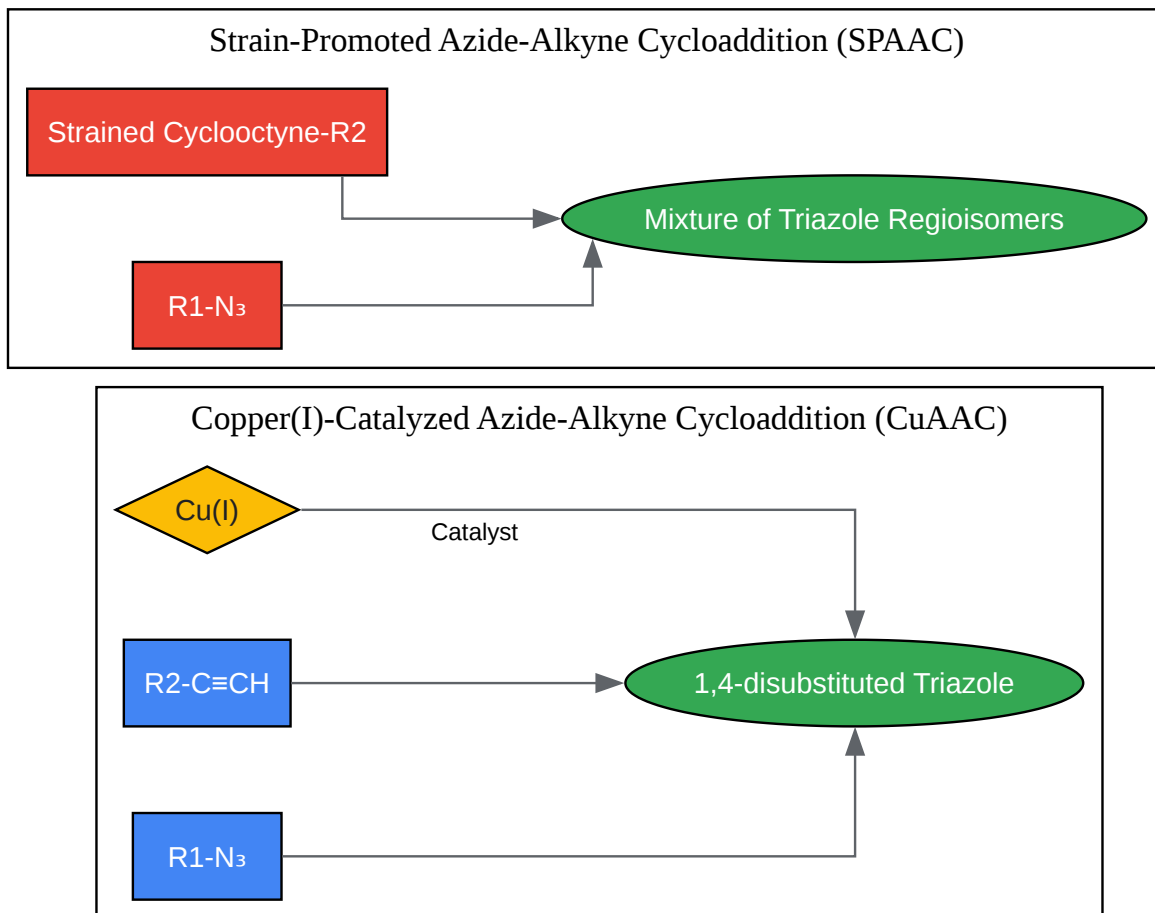 Strain-Promoted Azide-Alkyne Cycloaddition (SPAAC)
Strained Cyclooctyne-R2
Mixture of Triazole Regioisomers
R1-N₃
Copper(I)-Catalyzed Azide-Alkyne Cycloaddition (CuAAC)
Cu(I)
Catalyst
R2-C≡CH
1,4-disubstituted Triazole
R1-N₃